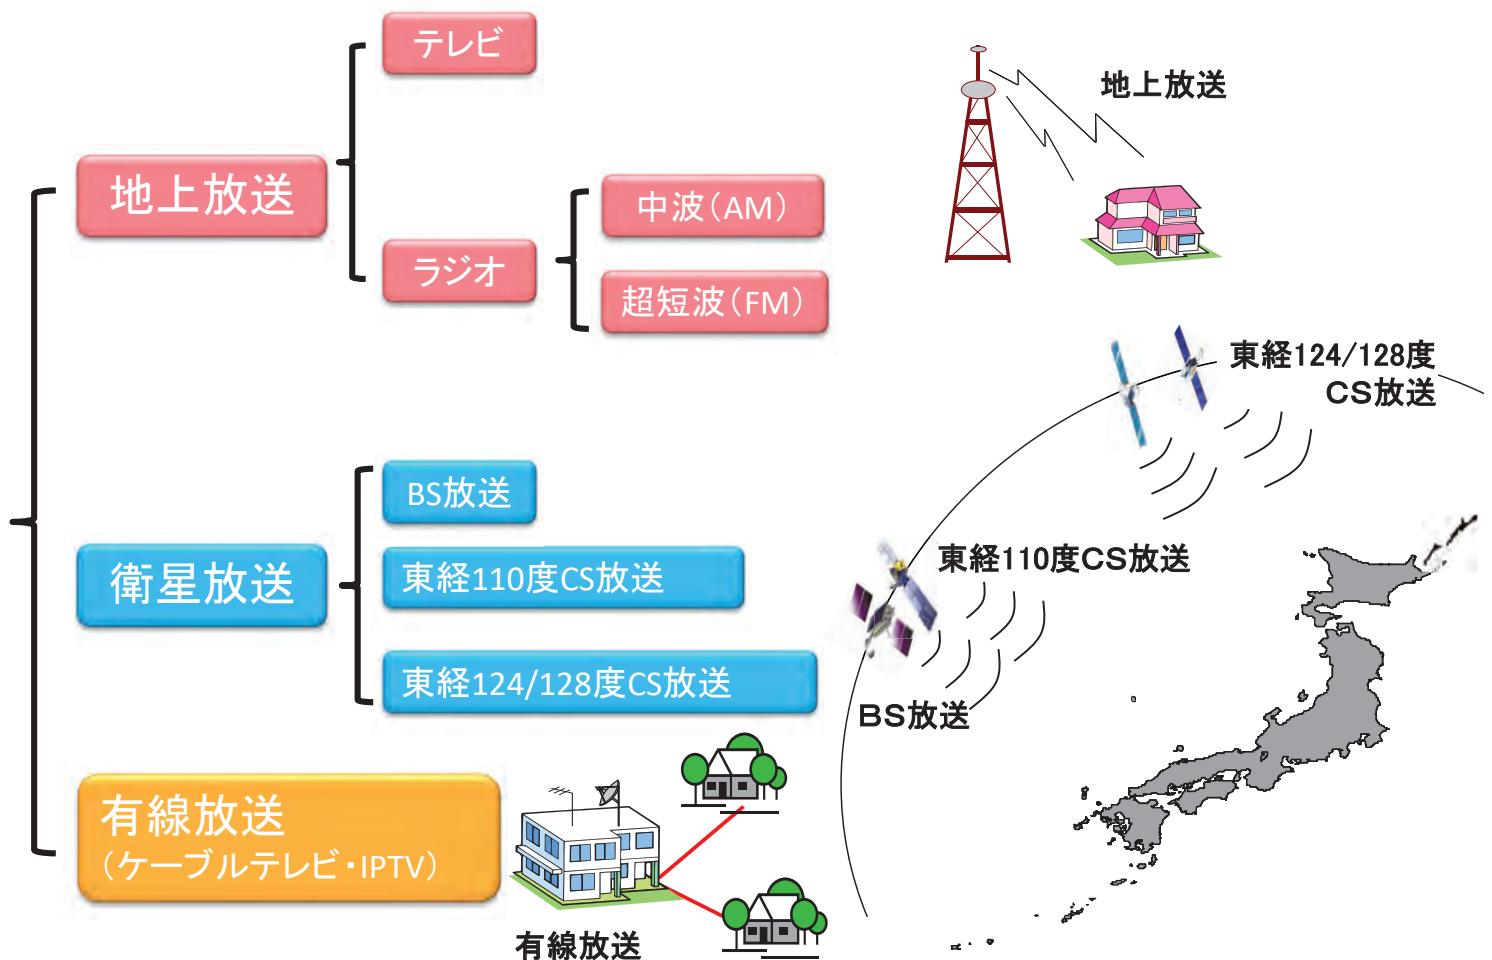 テレビ
地上放送
ラジオ
中波（AM）
超短波（FM）
衛星放送
BS放送
東経110度CS放送
東経124/128度CS放送
有線放送
（ケーブルテレビ・IPTV）
地上放送
東経124/128度
CS放送
東経110度CS放送
BS放送
有線放送